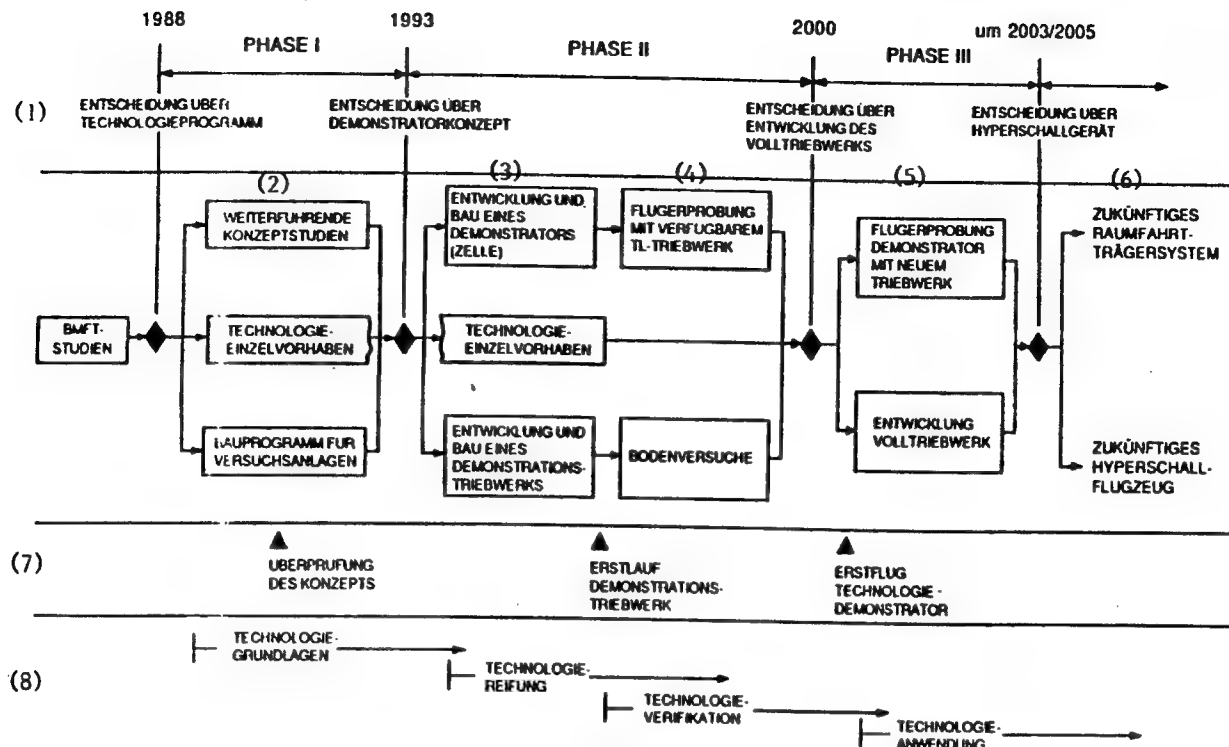 1988
1993
2000
um 2003/2005
PHASE I
PHASE II
PHASE III
(1)
ENTSCHEIDUNG ÜBER
TECHNOLOGIEPROGRAMM
ENTSCHEIDUNG ÜBER
DEMONSTRATORKONZEPT
ENTSCHEIDUNG ÜBER
ENTWICKLUNG DES
VOLLTRIEBWERKS
ENTSCHEIDUNG ÜBER
HYPERSCHALLGERÄT
(2)
(3)
(4)
(5)
(6)
WEITERFUHRENDE
KONZEPTSTUDIEN
ENTWICKLUNG UND
BAU EINES
DEMONSTRATORS
(ZELLE)
FLUGERPROBUNG
MIT VERFUGBAREM
TL-TRIEBWERK
FLUGERPROBUNG
DEMONSTRATOR
MIT NEUEM
TRIEBWERK
ZUKÜNFTIGES
RAUMFAHRT-
TRÄGERSYSTEM
BMFT-
STUDIEN
TECHNOLOGIE-
EINZELVORHABEN
TECHNOLOGIE-
EINZELVORHABEN
BAUPROGRAMM FUR
VERSUCHSANLAGEN
ENTWICKLUNG UND
BAU EINES
DEMONSTRATIONS-
TRIEBWERKS
BODENVERSUCHE
ENTWICKLUNG
VOLLTRIEBWERK
ZUKÜNFTIGES
HYPERSCHALL-
FLUGZEUG
(7)
UBERPRUFUNG
DES KONZEPTS
ERSTLAUF
DEMONSTRATIONS-
TRIEBWERK
ERSTFLUG
TECHNOLOGIE-
DEMONSTRATOR
(8)
TECHNOLOGIE-
GRUNDLAGEN
TECHNOLOGIE-
REIFUNG
TECHNOLOGIE-
VERIFIKATION
TECHNOLOGIE-
ANWENDUNG